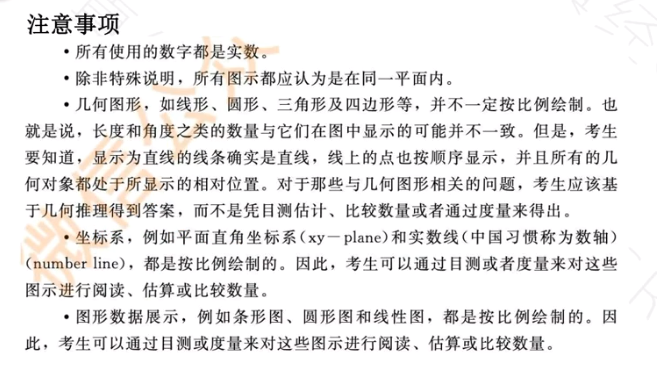 注意事项
• 所有使用的数字都是实数。
• 除非特殊说明，所有图示都应认为是在同一平面内。
• 几何图形，如线形、圆形、三角形及四边形等，并不一定按比例绘制。也
就是说，长度和角度之类的数量与它们在图中显示的可能并不一致。但是，考生
要知道，显示为直线的线条确实是直线，线上的点也按顺序显示，并且所有的几
何对象都处于所显示的相对位置。对于那些与几何图形相关的问题，考生应该基
于几何推理得到答案，而不是凭目测估计、比较数量或者通过度量来得出。
• 坐标系，例如平面直角坐标系(xy－plane)和实数线(中国习惯称为数轴)
(number line)，都是按比例绘制的。因此，考生可以通过目测或者度量来对这些
图示进行阅读、估算或比较数量。
• 图形数据展示，例如条形图、圆形图和线性图，都是按比例绘制的。因
此，考生可以通过目测或度量来对这些图示进行阅读、估算或比较数量。
微信公众